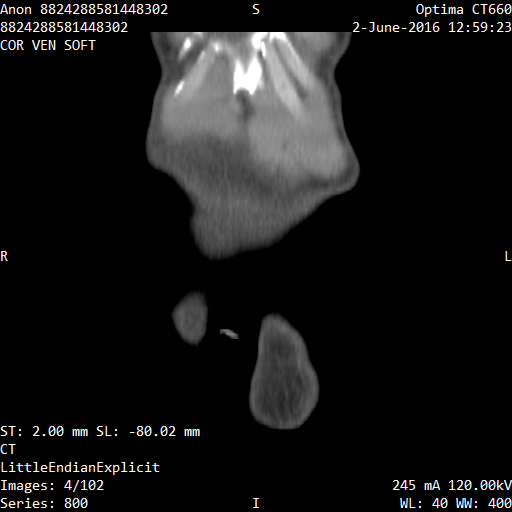 Anon 8824288581448302 S Optima CT660
8824288581448302 2-June-2016 12:59:23
COR VEN SOFT
R L
ST: 2.00 mm SL: -80.02 mm
CT
LittleEndianExplicit
Images: 4/102 245 mA 120.00kV
Series: 800 I WL: 40 WW: 400